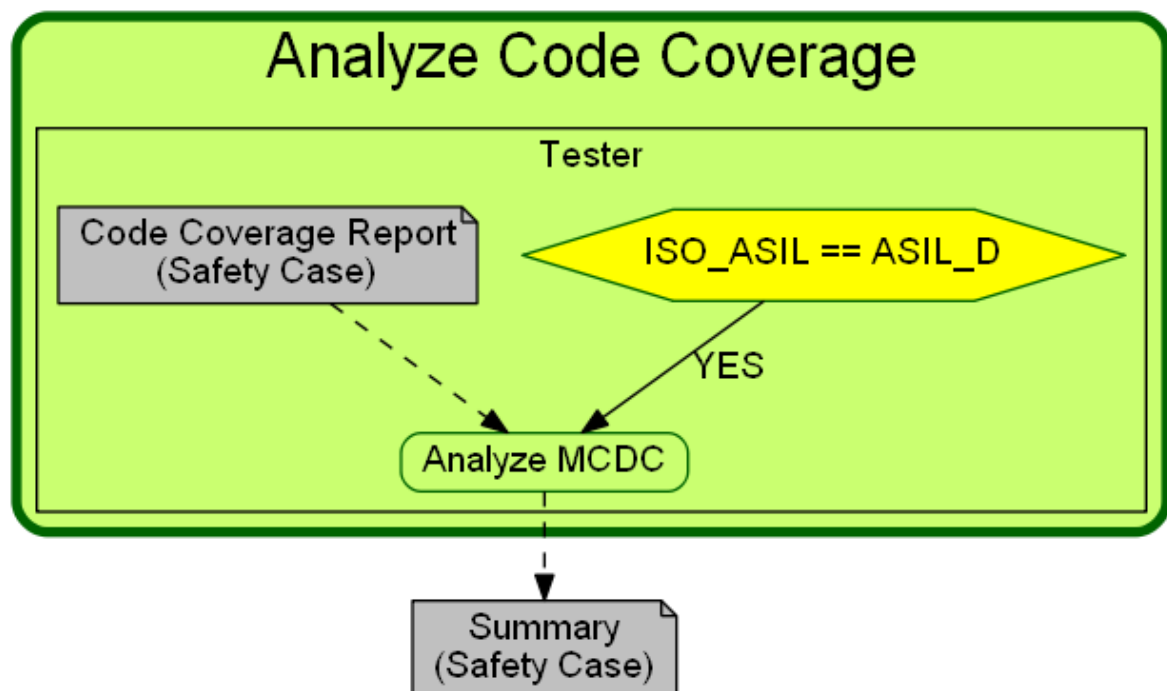 Analyze Code Coverage
Tester
Code Coverage Report
(Safety Case)
ISO_ASIL == ASIL_D
YES
Analyze MCDC
Summary
(Safety Case)